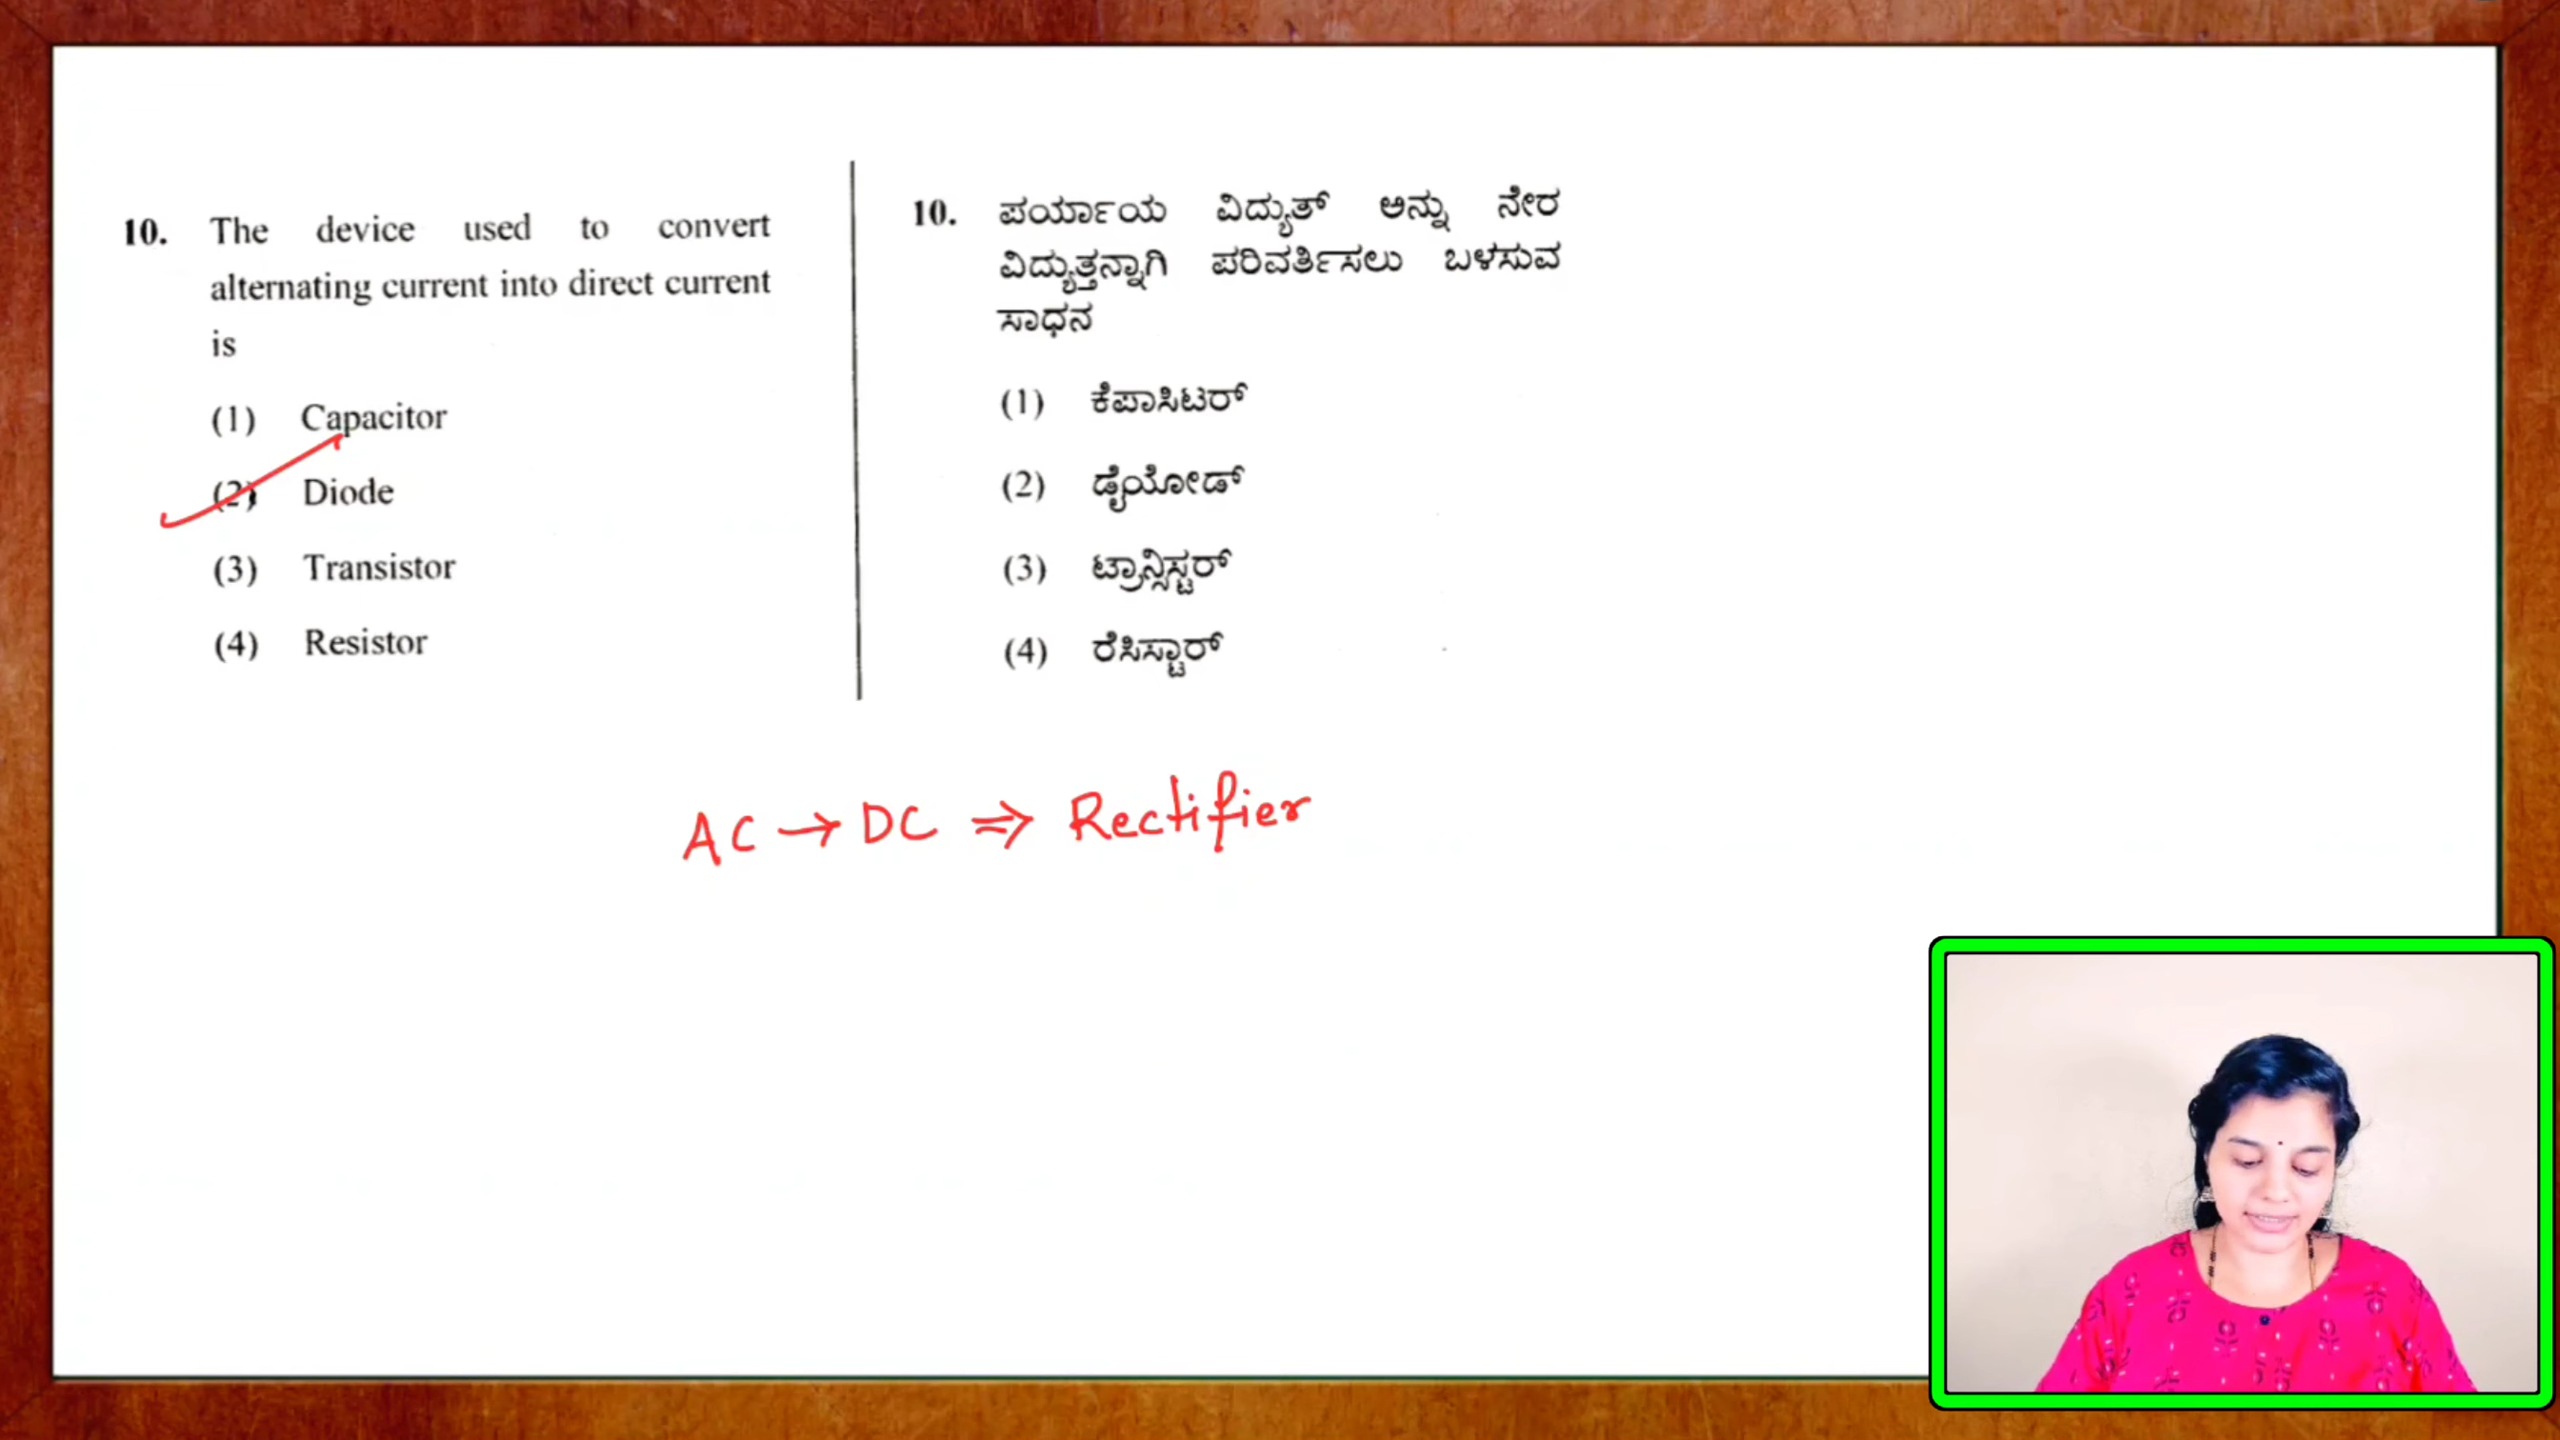 10. The device used to convert
alternating current into direct current
is
(1) Capacitor
(2) Diode
(3) Transistor
(4) Resistor
10. ಪರ್ಯಾಯ ವಿದ್ಯುತ್ ಅನ್ನು ನೇರ
ವಿದ್ಯುತ್ತನ್ನಾಗಿ ಪರಿವರ್ತಿಸಲು ಬಳಸುವ
ಸಾಧನ
(1) ಕೆಪಾಸಿಟರ್
(2) ಡೈಯೋಡ್
(3) ಟ್ರಾನ್ಸಿಸ್ಟರ್
(4) ರೆಸಿಸ್ಟಾರ್
AC → DC ⇒ Rectifier